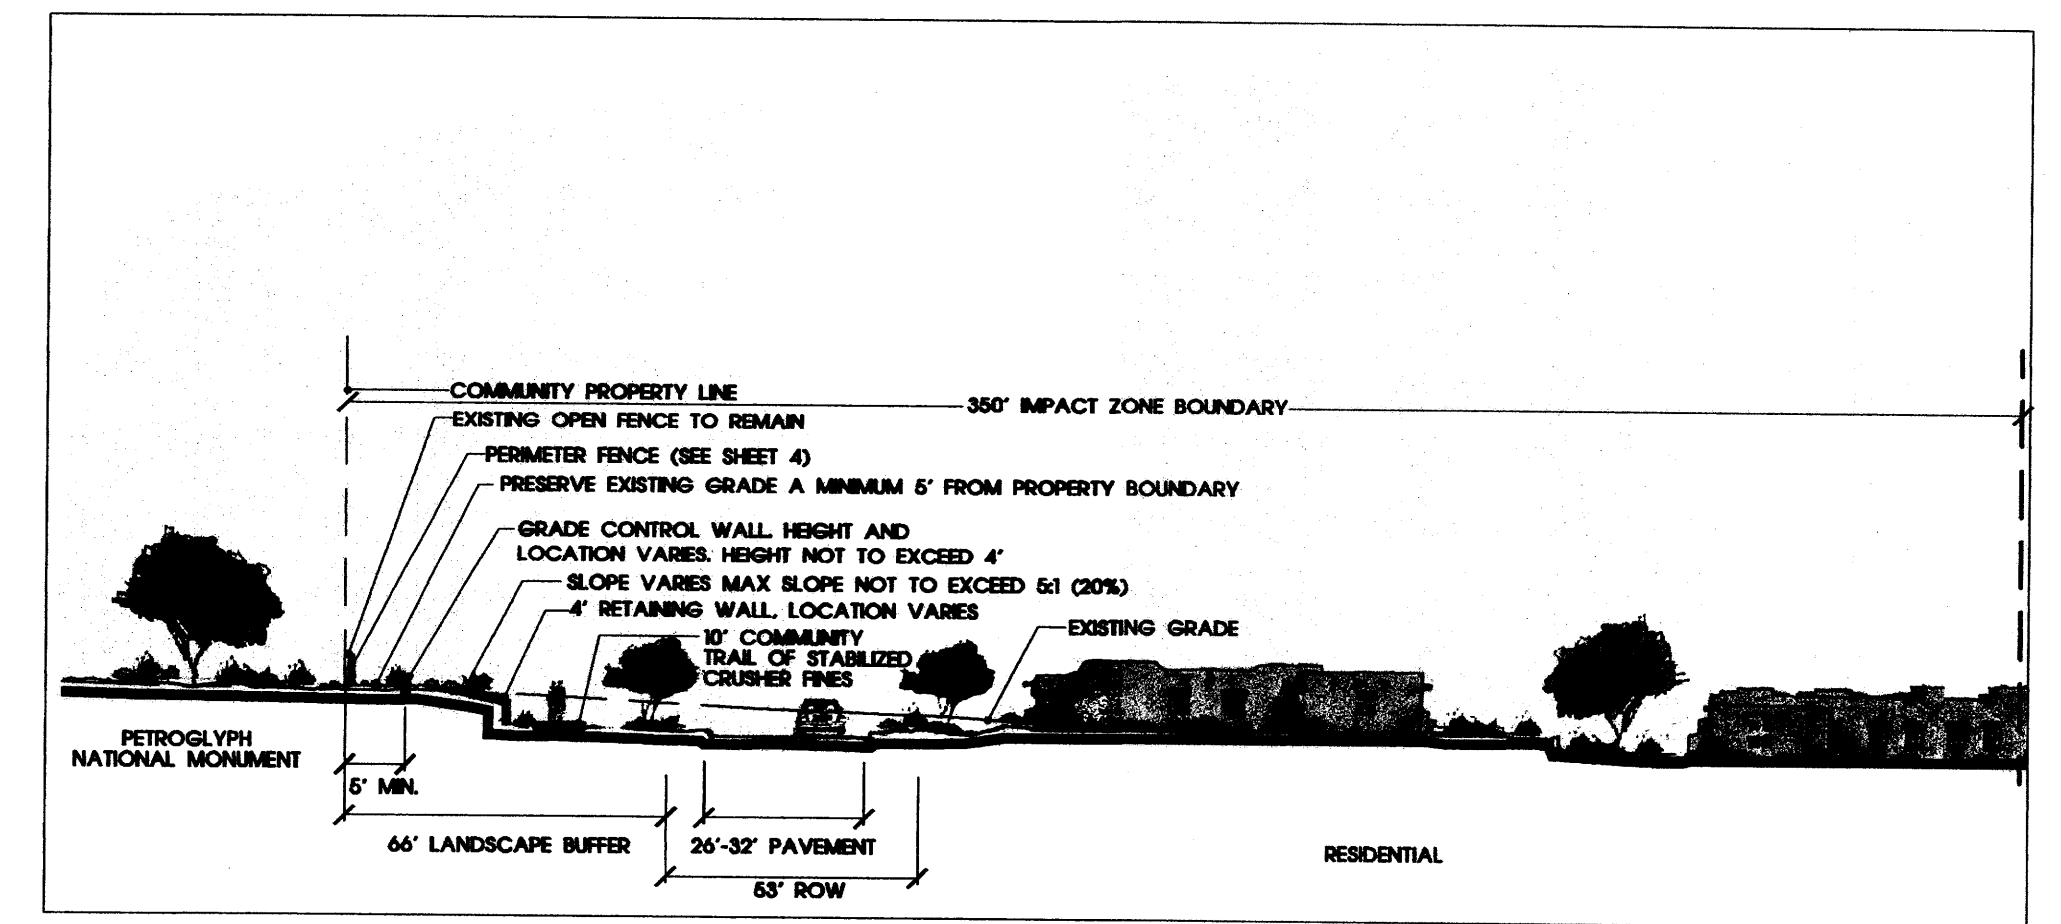 COMMUNITY PROPERTY LINE
350' IMPACT ZONE BOUNDARY
EXISTING OPEN FENCE TO REMAIN
PERIMETER FENCE (SEE SHEET 4)
PRESERVE EXISTING GRADE A MINIMUM 5' FROM PROPERTY BOUNDARY
GRADE CONTROL WALL. HEIGHT AND
LOCATION VARIES. HEIGHT NOT TO EXCEED 4'
SLOPE VARIES MAX SLOPE NOT TO EXCEED 5:1 (20%)
4' RETAINING WALL. LOCATION VARIES
10' COMMUNITY
TRAIL OF STABILIZED
CRUSHER FINES
EXISTING GRADE
PETROGLYPH
NATIONAL MONUMENT
5' MIN.
66' LANDSCAPE BUFFER
26'-32' PAVEMENT
53' ROW
RESIDENTIAL